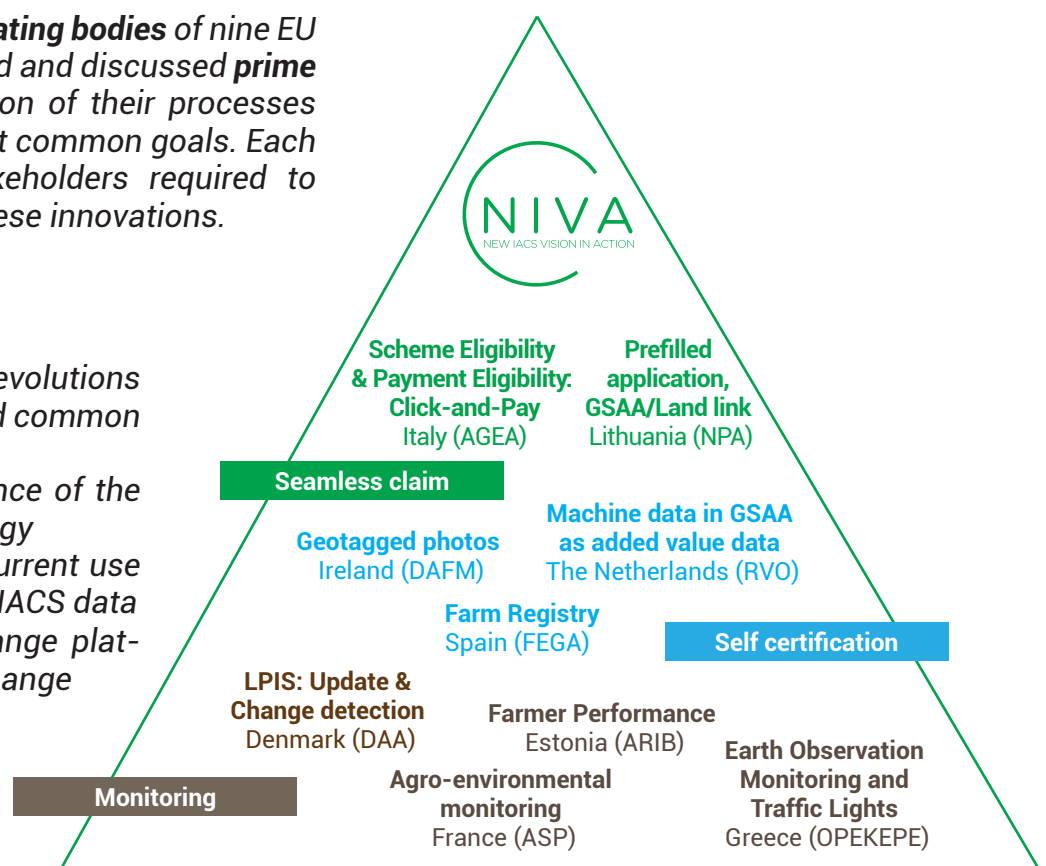 ating bodies of nine EU
d and discussed prime
on of their processes
t common goals. Each
keholders required to
ese innovations.
evolutions
d common
nce of the
gy
urrent use
IACS data
ange plat-
ange
NIVA
NEW IACS VISION IN ACTION
Scheme Eligibility
& Payment Eligibility:
Click-and-Pay
Italy (AGEA)
Prefilled
application,
GSAA/Land link
Lithuania (NPA)
Seamless claim
Geotagged photos
Ireland (DAFM)
Machine data in GSAA
as added value data
The Netherlands (RVO)
Farm Registry
Spain (FEGA)
Self certification
LPIS: Update &
Change detection
Denmark (DAA)
Farmer Performance
Estonia (ARIB)
Earth Observation
Monitoring and
Traffic Lights
Greece (OPEKEPE)
Monitoring
Agro-environmental
monitoring
France (ASP)